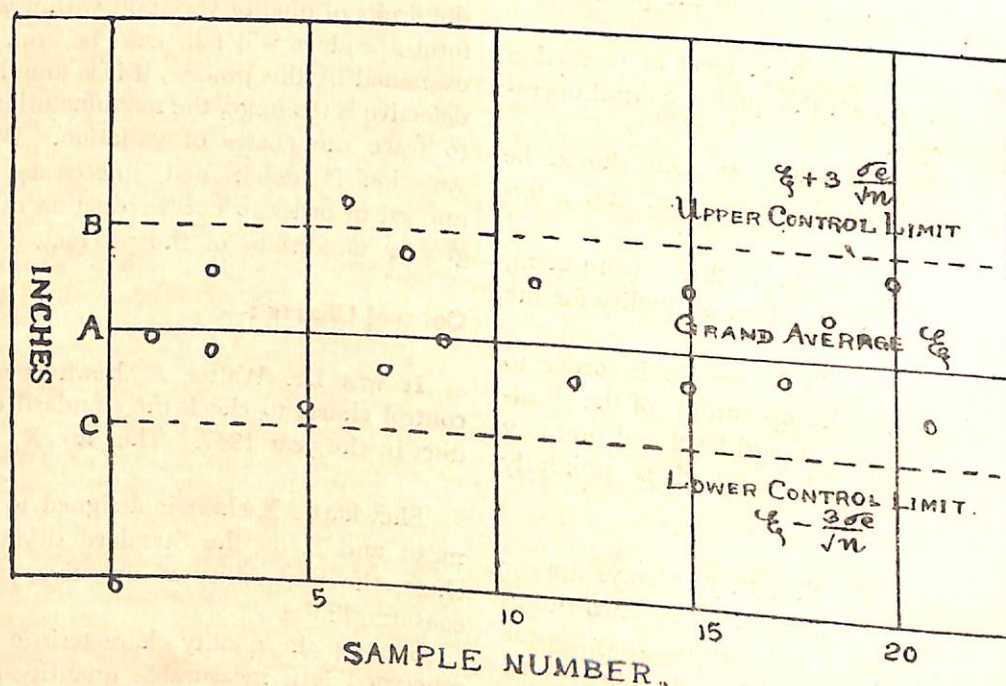 ξ + 3 σe/√n
UPPER CONTROL LIMIT
B
INCHES
A
GRAND AVERAGE ξ
C
LOWER CONTROL LIMIT.
ξ - 3σe/√n
0
5
10
15
20
SAMPLE NUMBER.